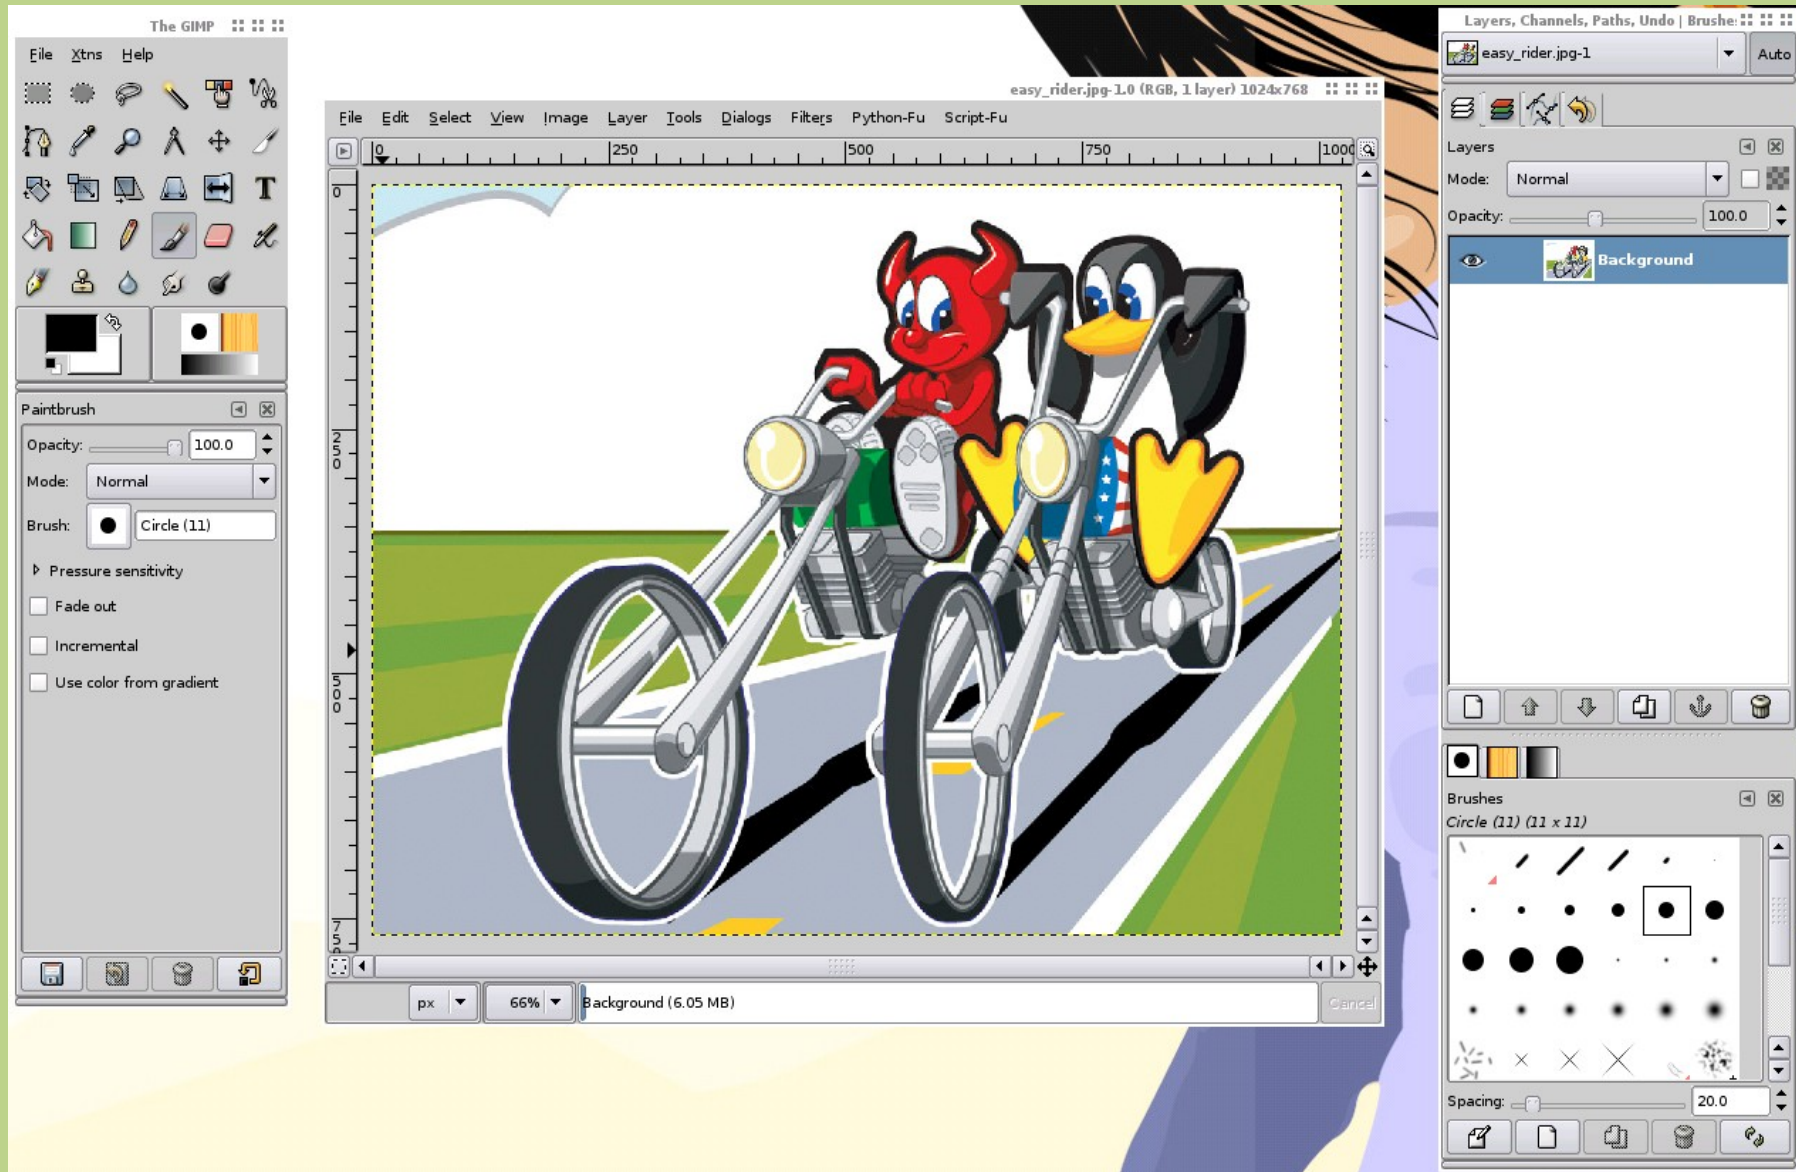 The GIMP
File Xtns Help
Paintbrush
Opacity: 100.0
Mode: Normal
Brush: Circle (11)
Pressure sensitivity
Fade out
Incremental
Use color from gradient
easy_rider.jpg-1.0 (RGB, 1 layer) 1024x768
File Edit Select View Image Layer Tools Dialogs Filters Python-Fu Script-Fu
0 250 500 750 1000
0
250
500
750
px 66% Background (6.05 MB) Cancel
Layers, Channels, Paths, Undo | Brushe
easy_rider.jpg-1 Auto
Layers
Mode: Normal
Opacity: 100.0
Background
Brushes
Circle (11) (11 x 11)
Spacing: 20.0